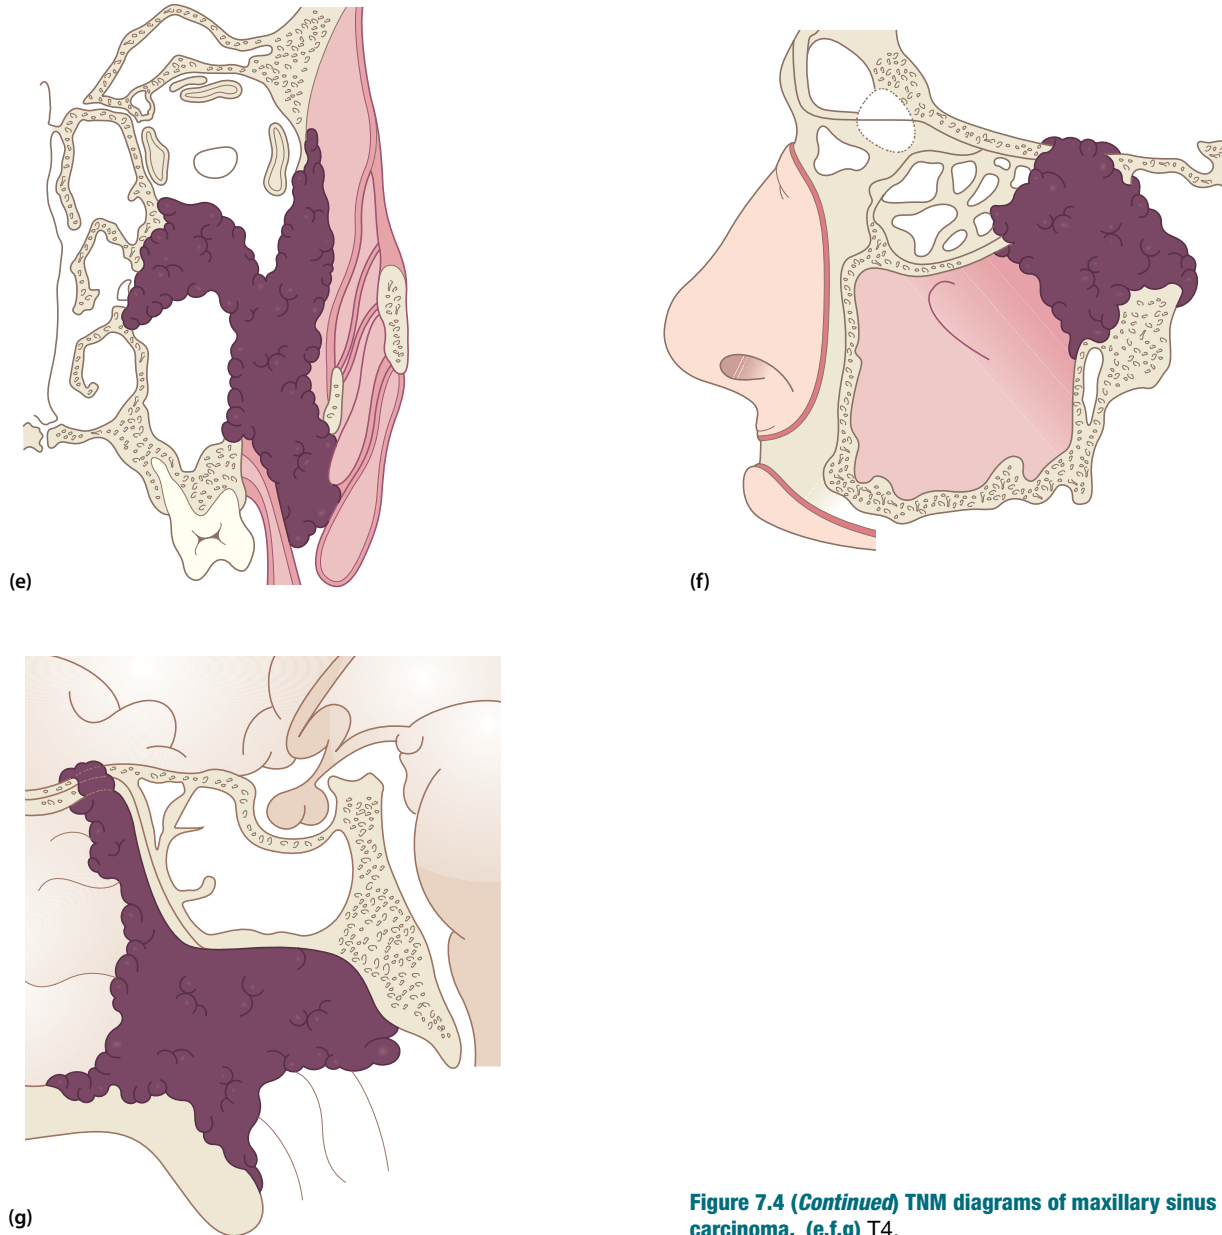 (e)
(f)
(g)
Figure 7.4 (Continued) TNM diagrams of maxillary sinus
carcinoma. (e,f,g) T4.